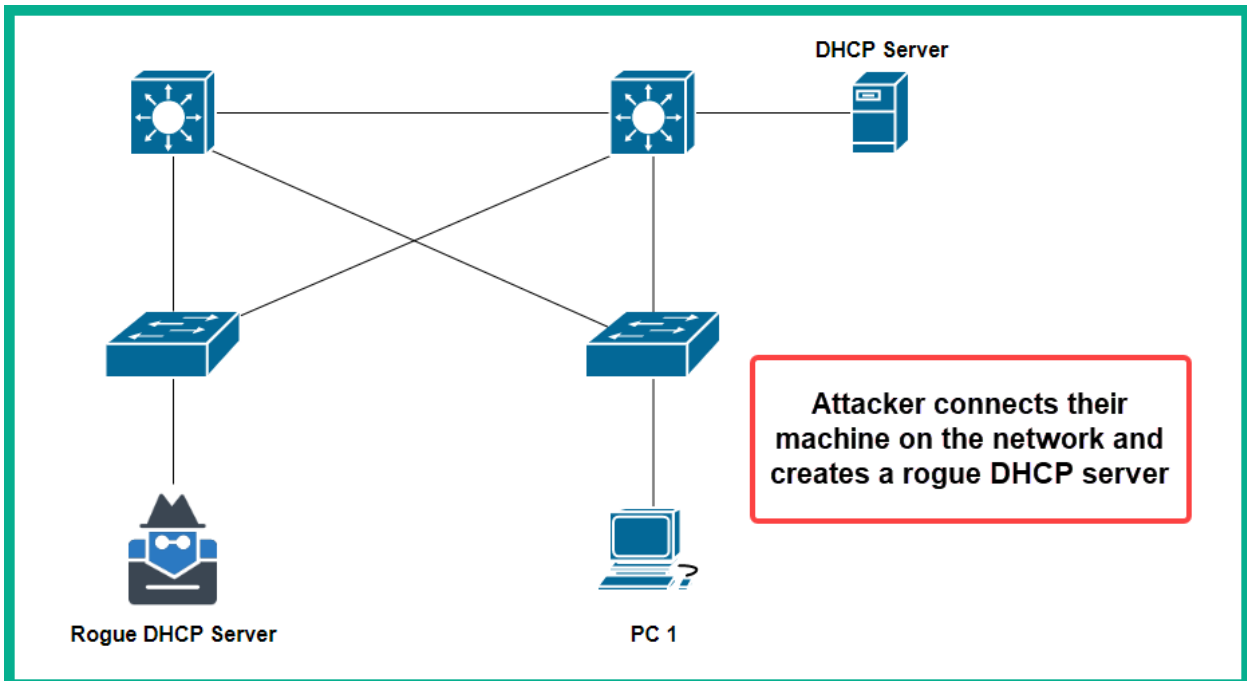 DHCP Server
Attacker connects their
machine on the network and
creates a rogue DHCP server
Rogue DHCP Server
PC 1